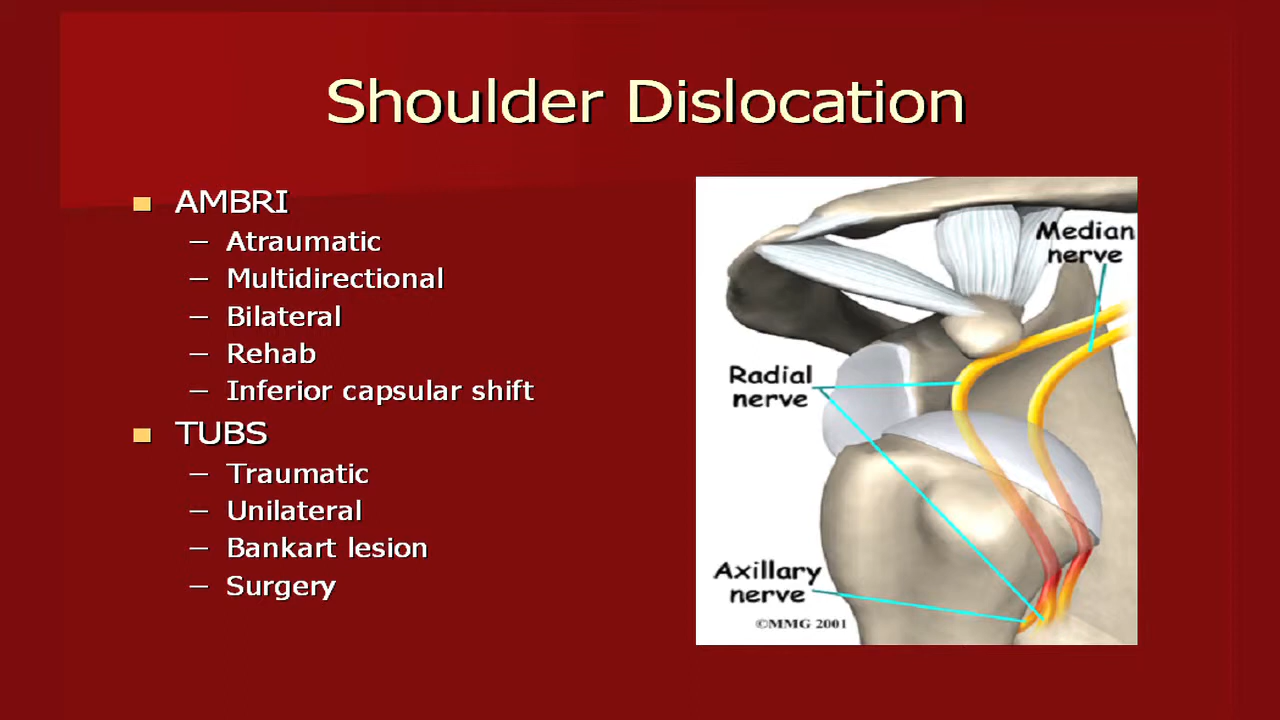 Shoulder Dislocation
AMBRI
– Atraumatic
– Multidirectional
– Bilateral
– Rehab
– Inferior capsular shift
TUBS
– Traumatic
– Unilateral
– Bankart lesion
– Surgery
Median
nerve
Radial
nerve
Axillary
nerve
©MMG 2001